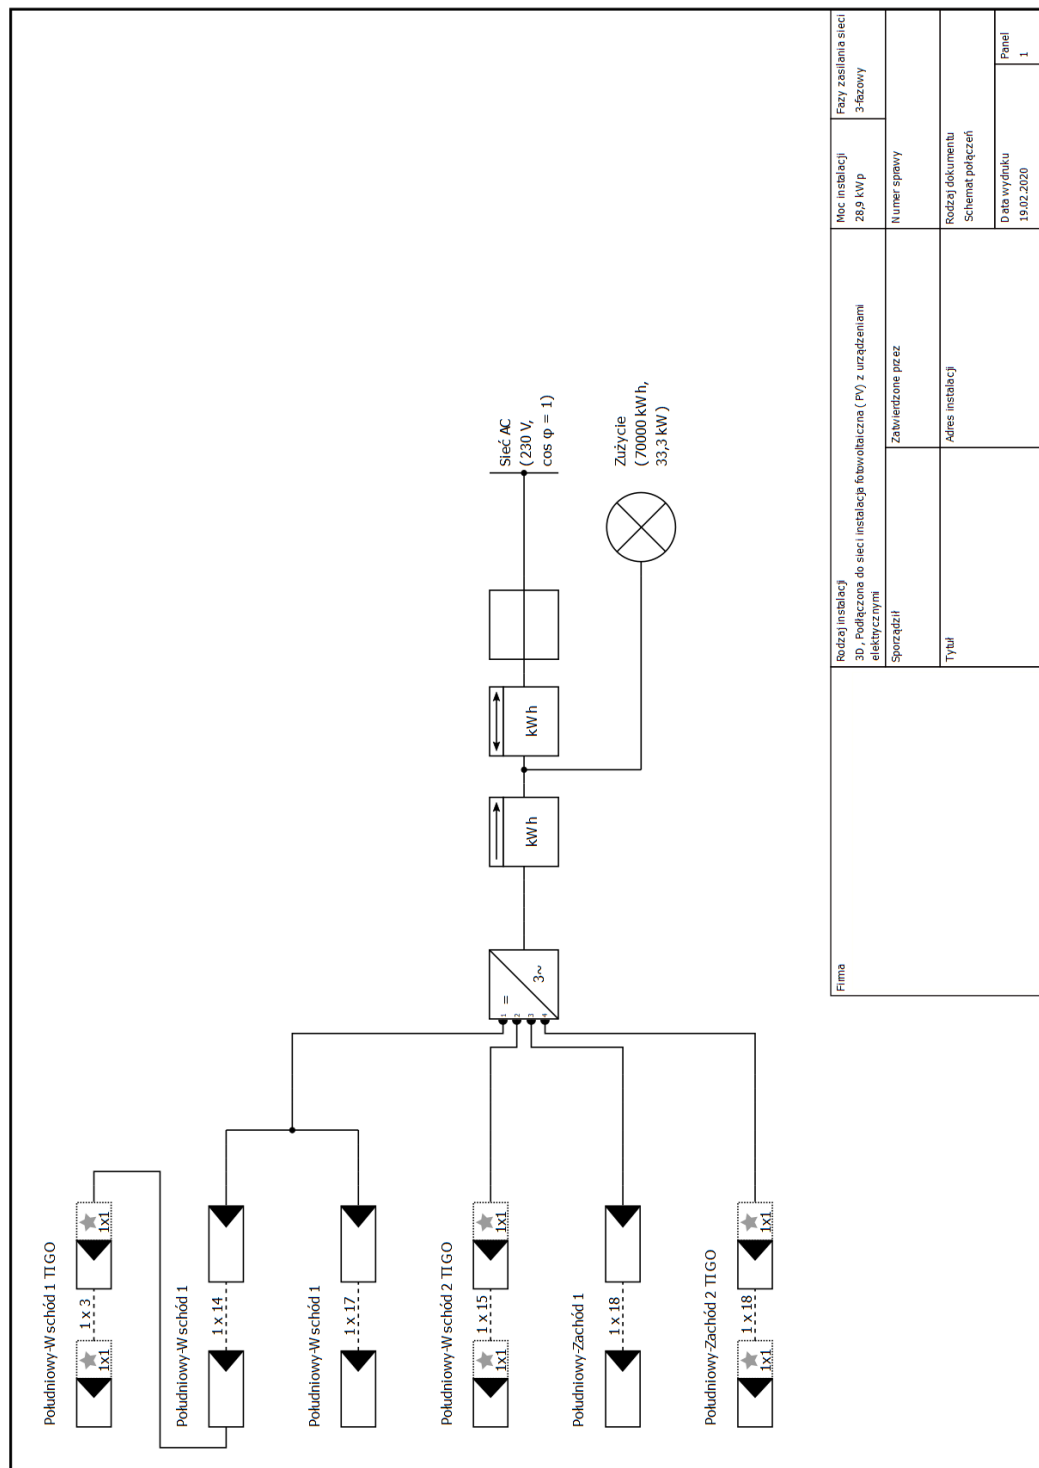 Południowy-Wschód 1 TIGO
1 x 3
1x1
1x1
Południowy-Wschód 1
1 x 14
Południowy-Wschód 1
1 x 17
Południowy-Wschód 2 TIGO
1 x 15
1x1
1x1
Południowy-Zachód 1
1 x 18
Południowy-Zachód 2 TIGO
1 x 18
1x1
1x1
1
2
3
4
=
3~
kWh
kWh
Sieć AC
(230 V,
cos φ = 1)
Zużycie
(70000 kWh,
33,3 kW)
Firma
Rodzaj instalacji
3D, Podłączona do sieci instalacja fotowoltaiczna (PV) z urządzeniami
elektrycznymi
Moc instalacji
28,9 kWp
Fazy zasilania sieci
3-fazowy
Sporządził
Zatwierdzone przez
Numer sprawy
Tytuł
Adres instalacji
Rodzaj dokumentu
Schemat połączeń
Data wydruku
19.02.2020
Panel
1